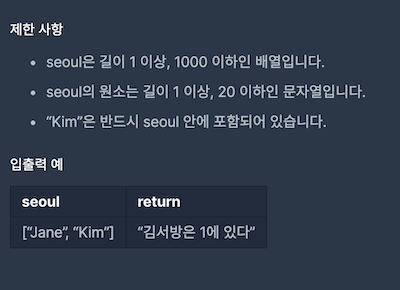 제한 사항
• seoul은 길이 1 이상, 1000 이하인 배열입니다.
• seoul의 원소는 길이 1 이상, 20 이하인 문자열입니다.
• “Kim”은 반드시 seoul 안에 포함되어 있습니다.
입출력 예
seoul return
[“Jane”, “Kim”] “김서방은 1에 있다”